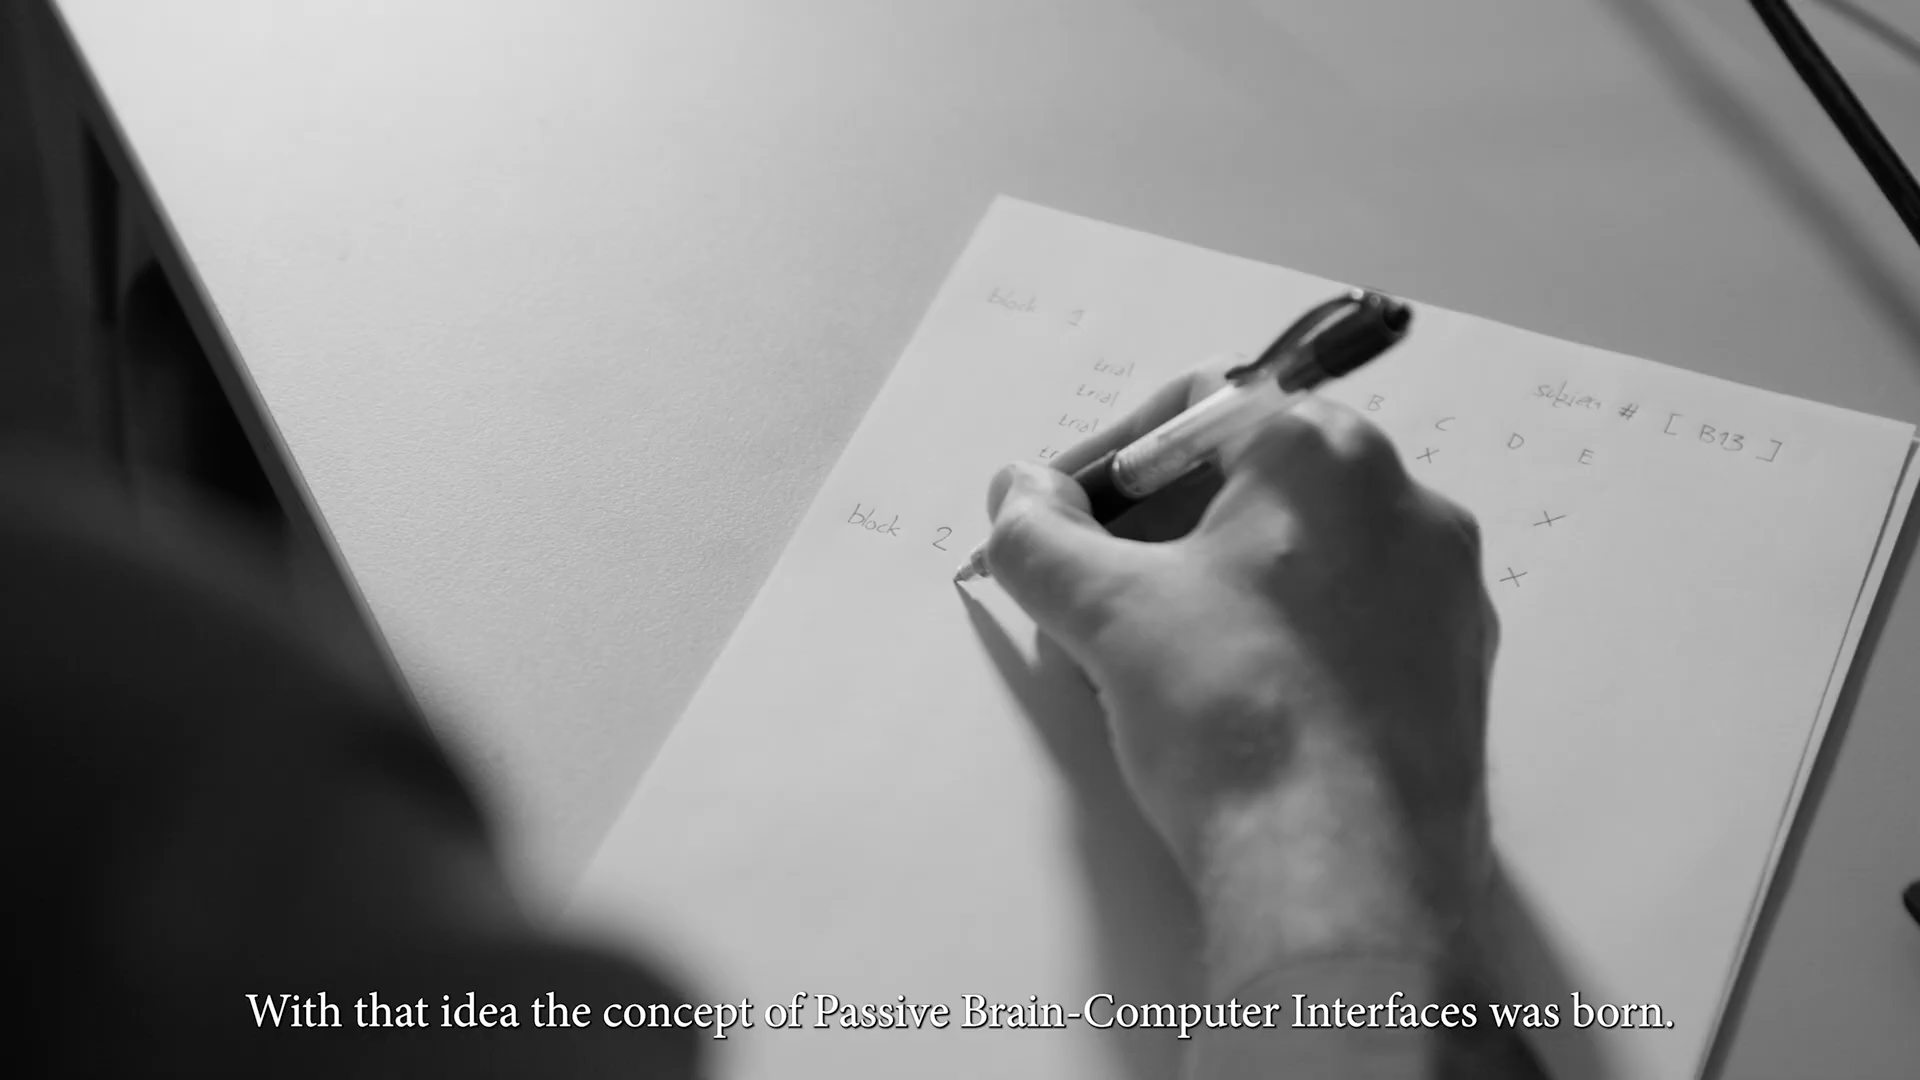 block 1
subject # [ B13 ]
trial
B C D E
trial
X
trial
X
block 2
X
With that idea the concept of Passive Brain-Computer Interfaces was born.